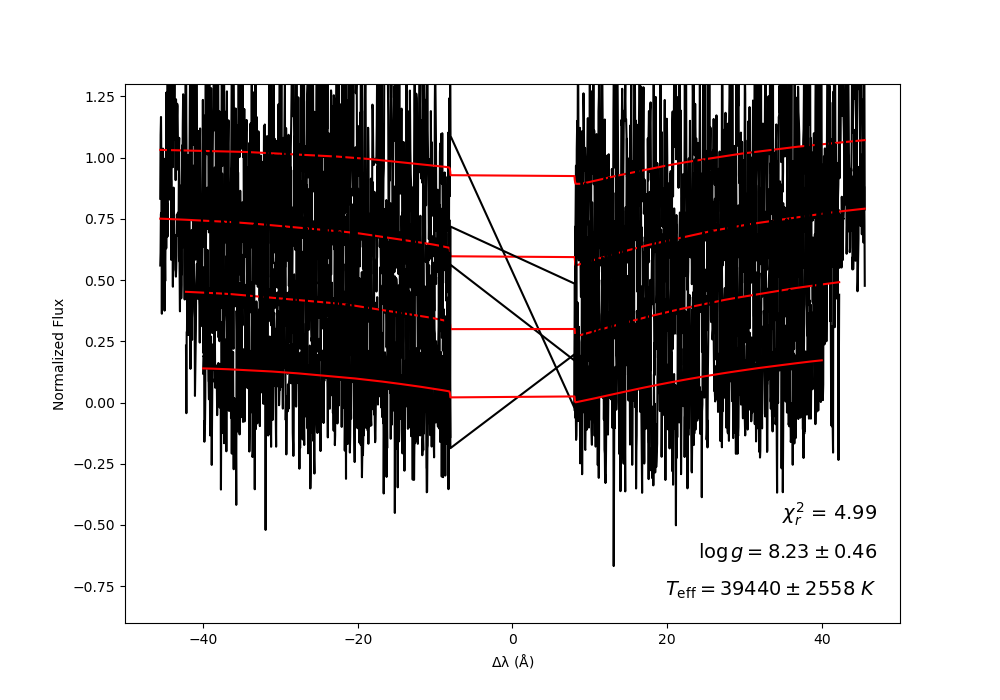 1.25
1.00
0.75
0.50
0.25
0.00
−0.25
−0.50
−0.75
Normalized Flux
−40
−20
0
20
40
Δλ (Å)
χ²ᵣ = 4.99
log g = 8.23 ± 0.46
T_eff = 39440 ± 2558 K